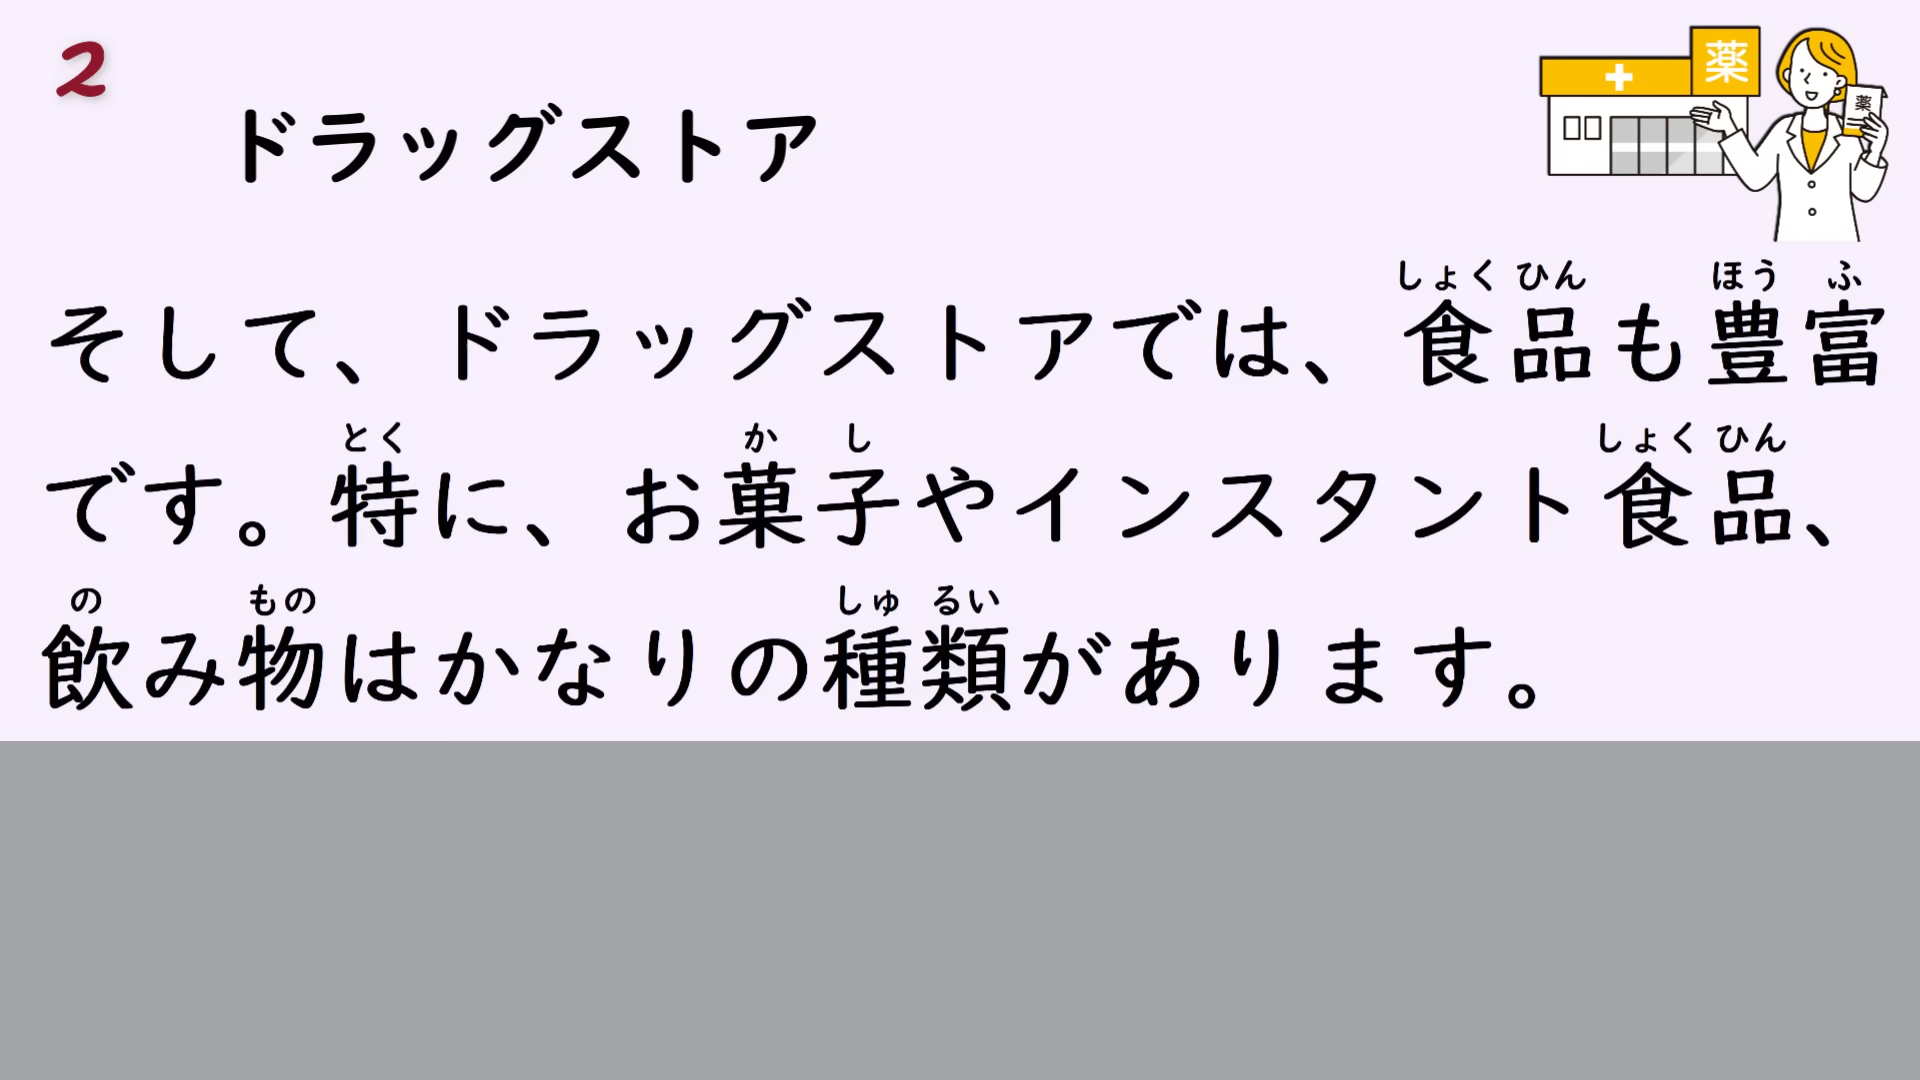 2
薬
薬
ドラッグストア
しょくひん ほうふ
そして、ドラッグストアでは、食品も豊富
とく かし しょくひん
です。特に、お菓子やインスタント食品、
の もの しゅるい
飲み物はかなりの種類があります。